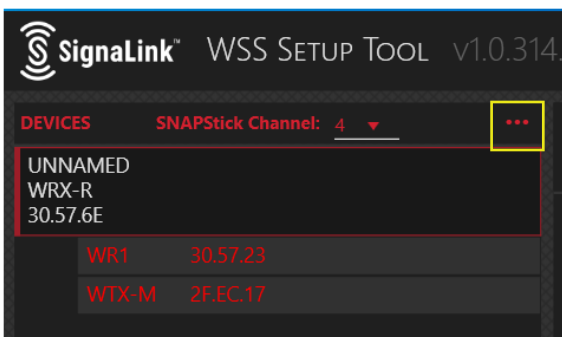 SignaLink™ WSS SETUP TOOL v1.0.314.
DEVICES SNAPStick Channel: 4
UNNAMED
WRX-R
30.57.6E
WR1 30.57.23
WTX-M 2F.EC.17